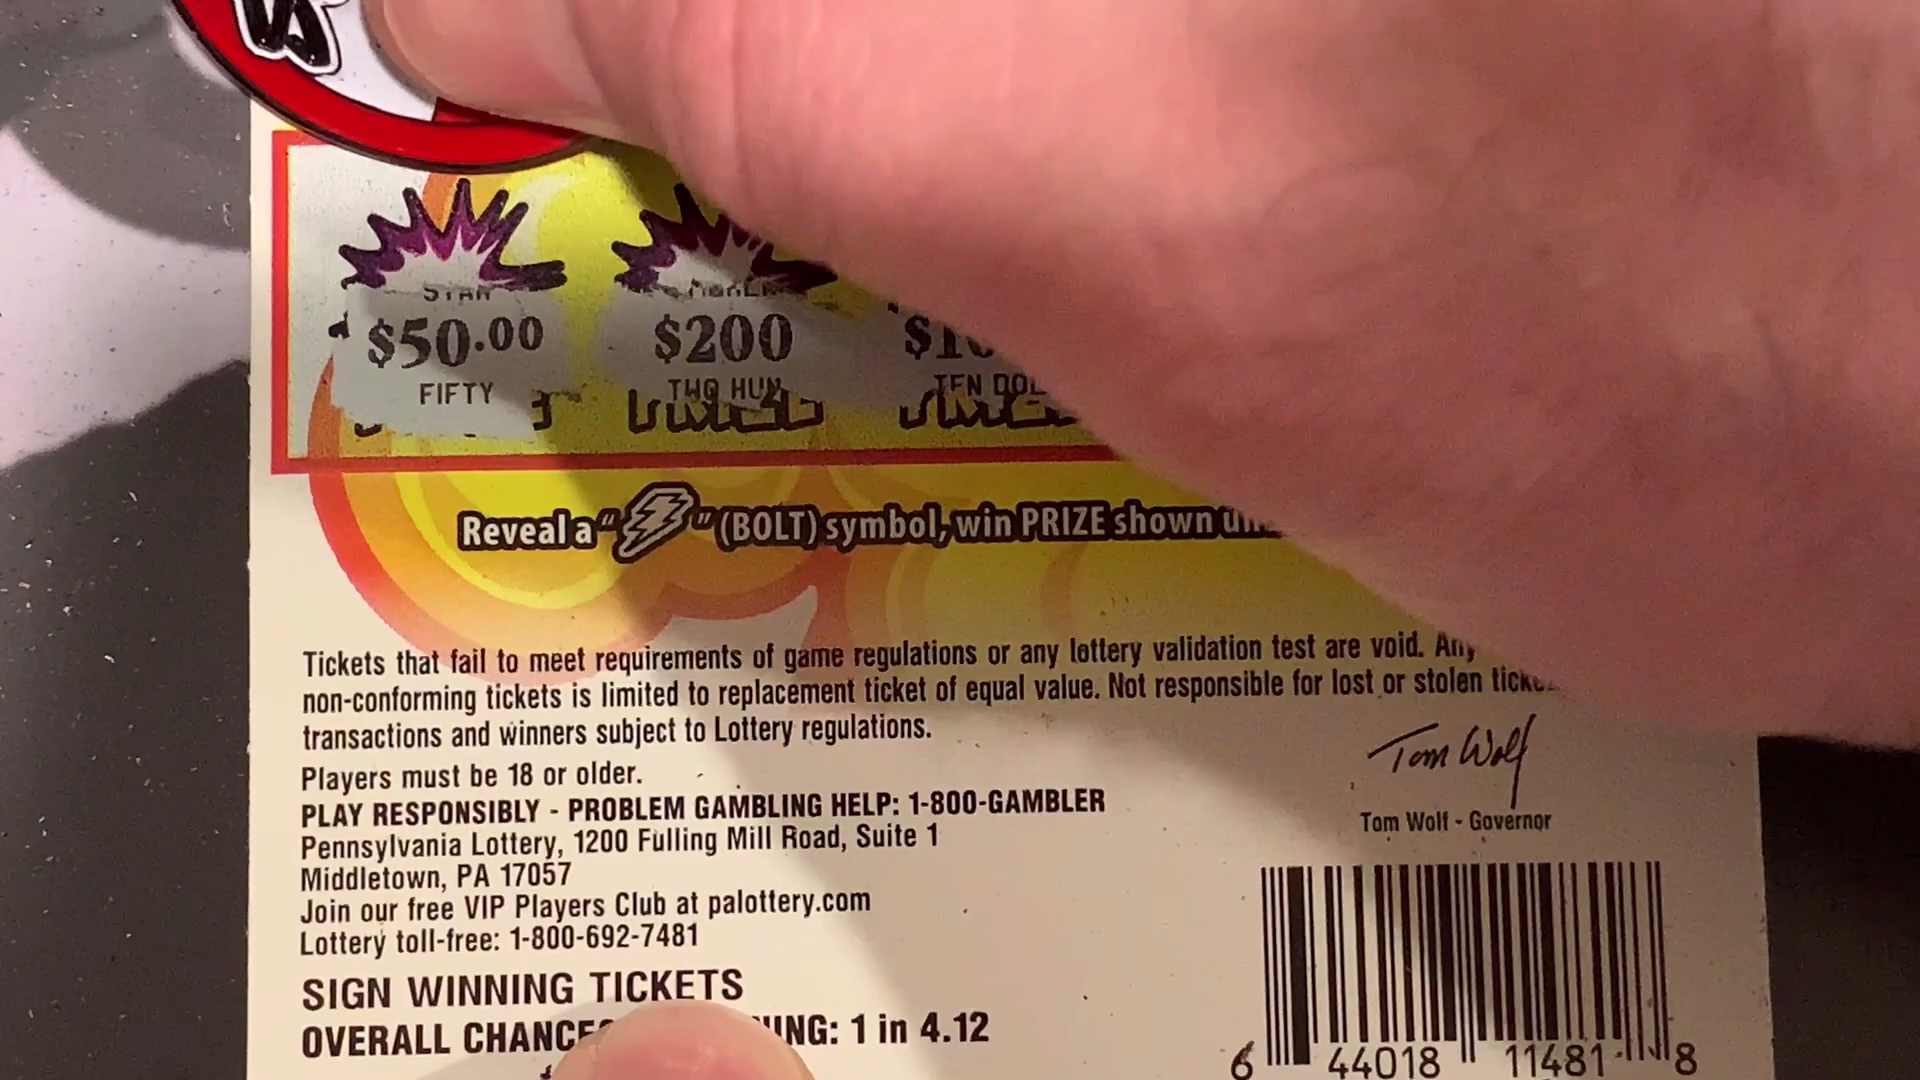 $50.00 $200
FIFTY TWO HUN TEN DOL
Reveal a " " (BOLT) symbol, win PRIZE shown
Tickets that fail to meet requirements of game regulations or any lottery validation test are void.
non-conforming tickets is limited to replacement ticket of equal value. Not responsible for lost or stolen
transactions and winners subject to Lottery regulations.
Players must be 18 or older.
PLAY RESPONSIBLY - PROBLEM GAMBLING HELP: 1-800-GAMBLER
Pennsylvania Lottery, 1200 Fulling Mill Road, Suite 1
Middletown, PA 17057
Join our free VIP Players Club at palottery.com
Lottery toll-free: 1-800-692-7481
SIGN WINNING TICKETS
OVERALL 1 in 4.12
Tom Wolf
Tom Wolf - Governor
6 44018 11481 8